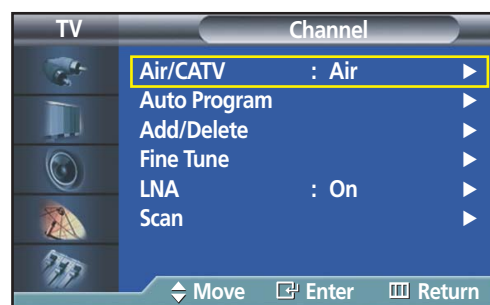 TV Channel
Air/CATV : Air
Auto Program
Add/Delete
Fine Tune
LNA : On
Scan
Move Enter Return